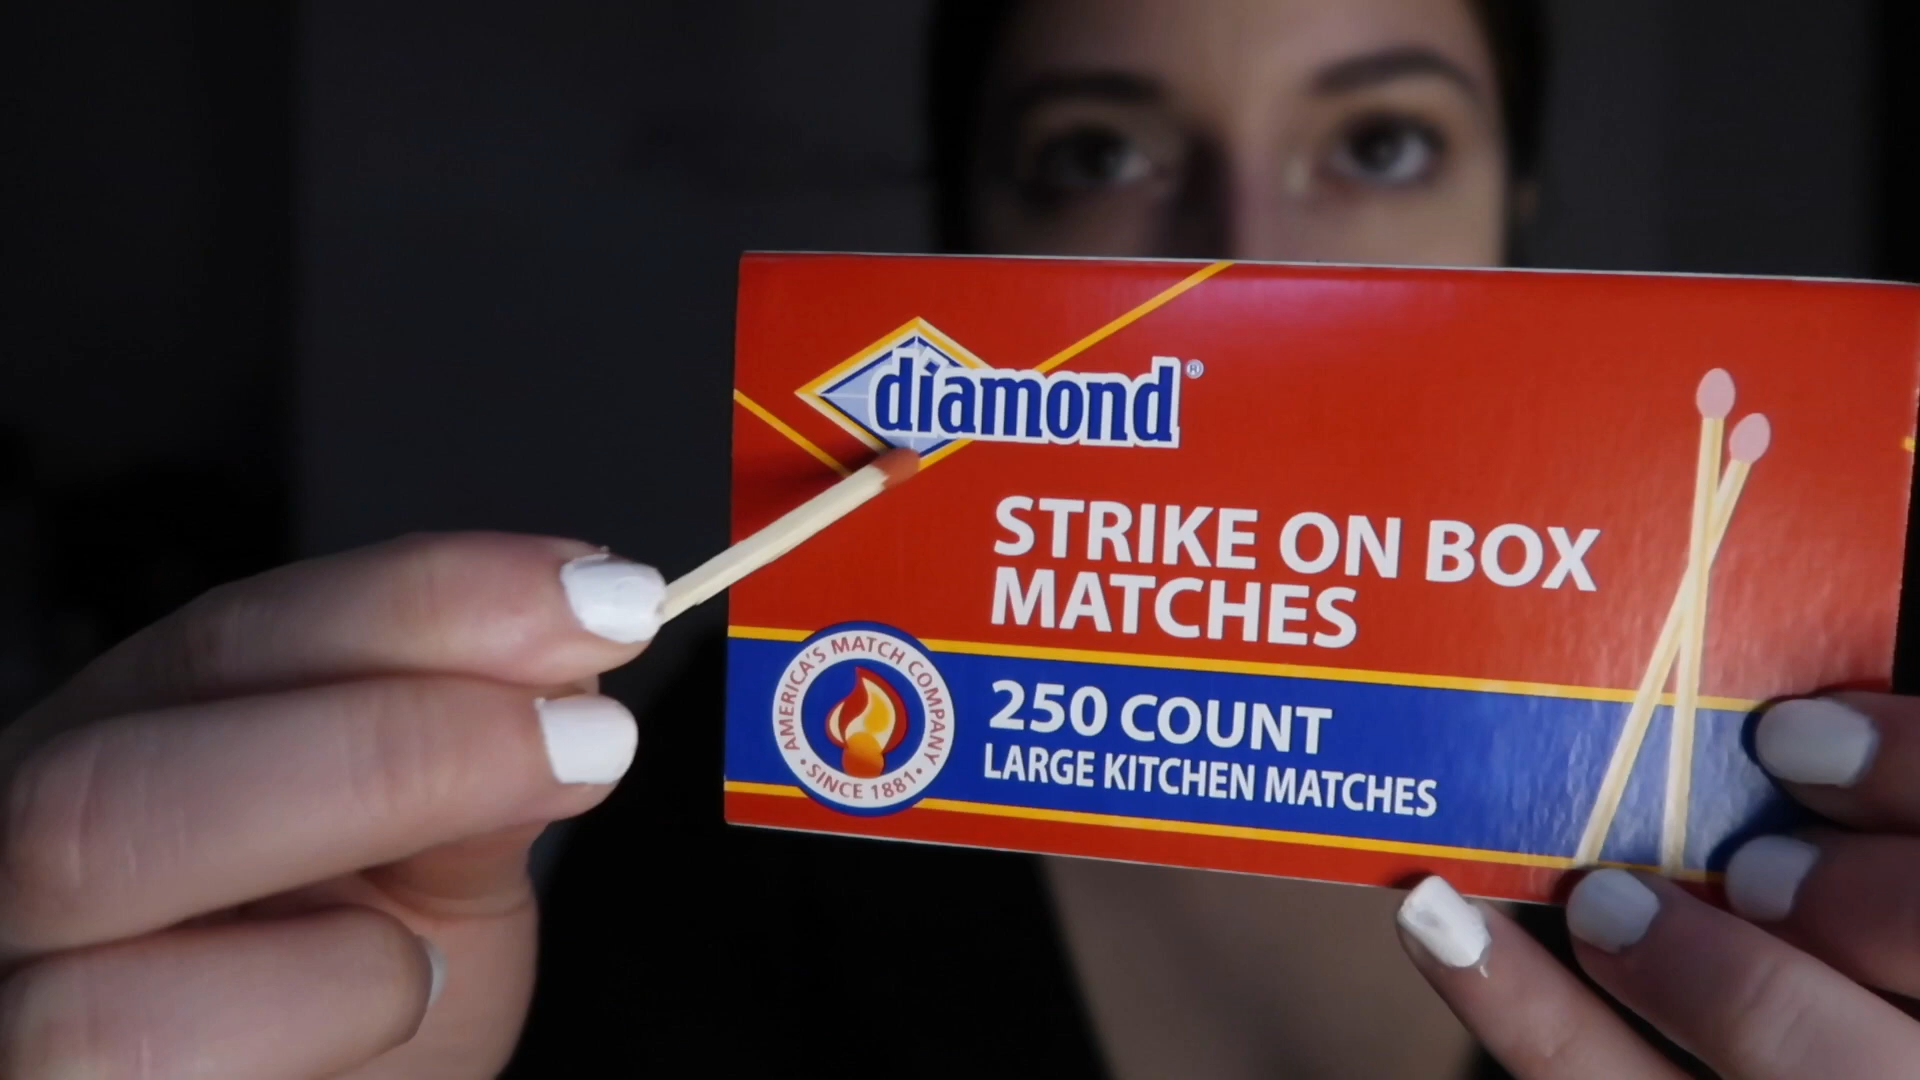 diamond®
STRIKE ON BOX
MATCHES
AMERICA'S MATCH COMPANY
• SINCE 1881 •
250 COUNT
LARGE KITCHEN MATCHES